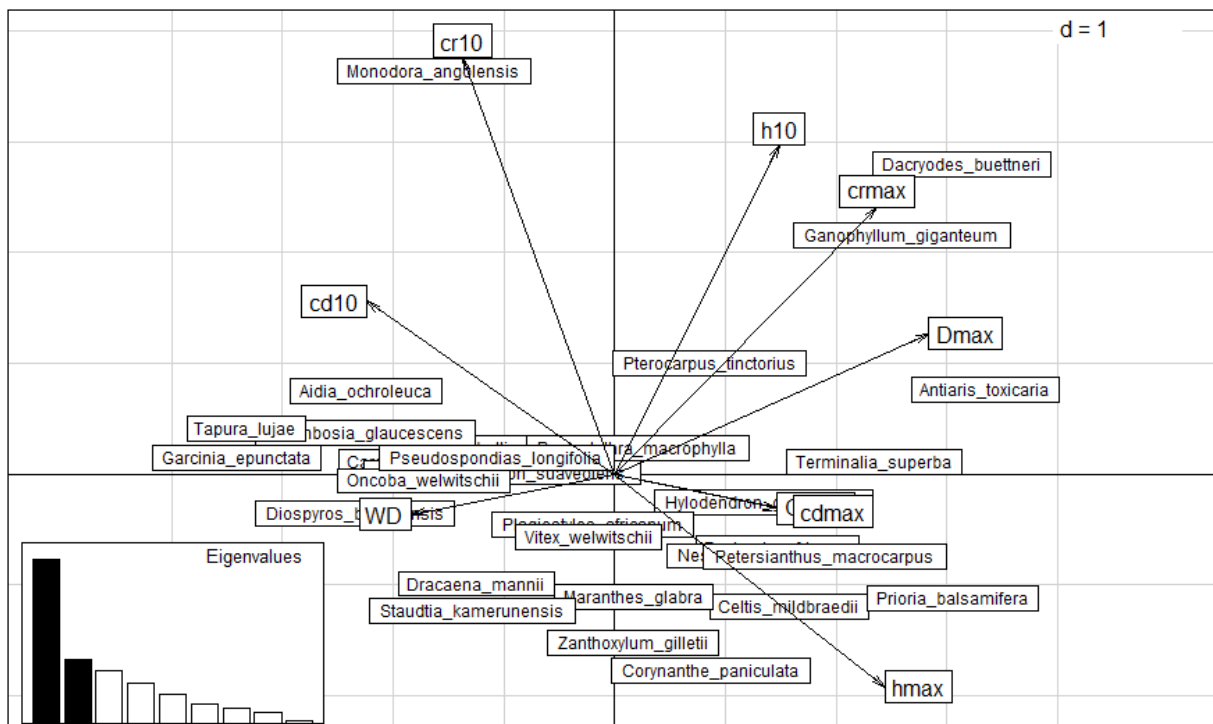 cr10
d = 1
Monodora_angolensis
h10
Dacryodes_buettneri
crmax
Ganophyllum_giganteum
cd10
Dmax
Pterocarpus_tinctorius
Aidia_ochroleuca
Antiaris_toxicaria
Tapura_lujae
Garcinia_epunctata
Pseudospondias_longifolia
Terminalia_superba
Oncoba_welwitschii
WD
cdmax
Vitex_welwitschii
Petersianthus_macrocarpus
Eigenvalues
Dracaena_mannii
Maranthes_glabra
Celtis_mildbraedii
Prioria_balsamifera
Staudtia_kamerunensis
Zanthoxylum_gilletii
Corynanthe_paniculata
hmax